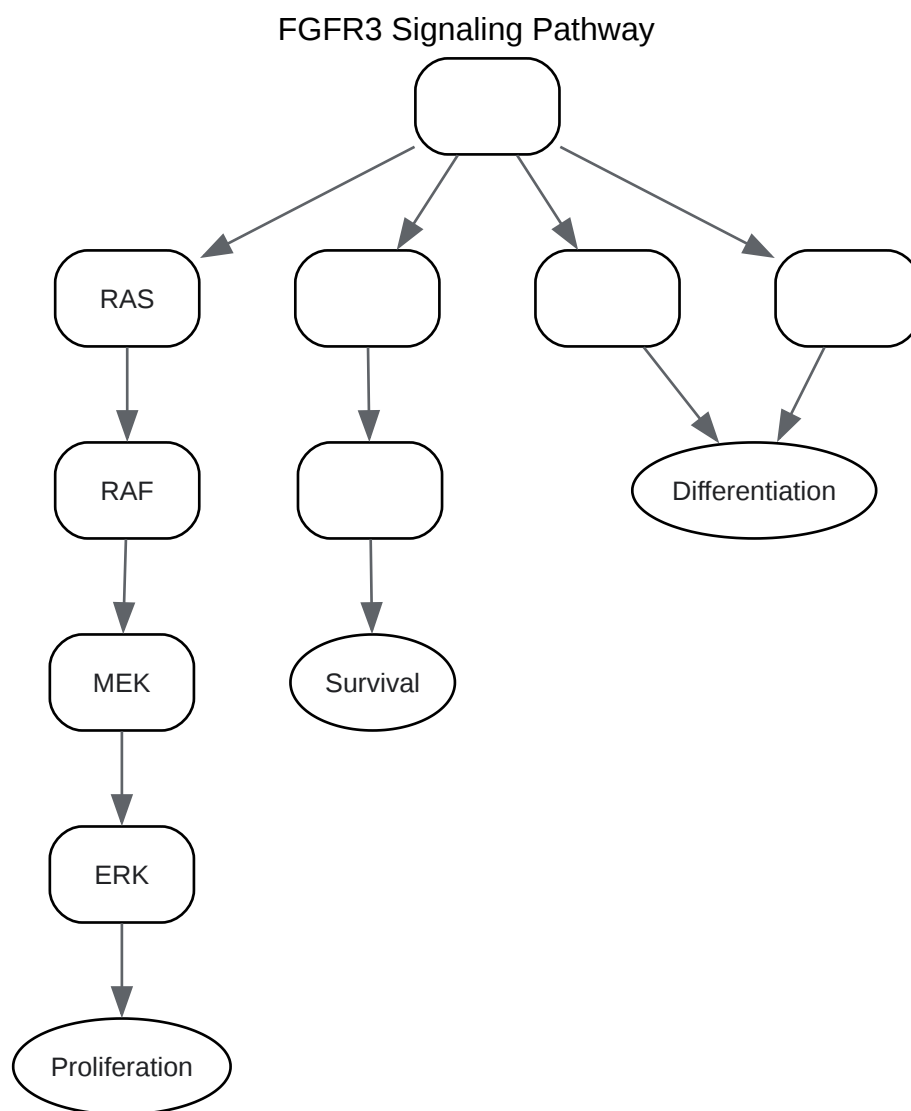 FGFR3 Signaling Pathway
RAS
RAF
Differentiation
MEK
Survival
ERK
Proliferation